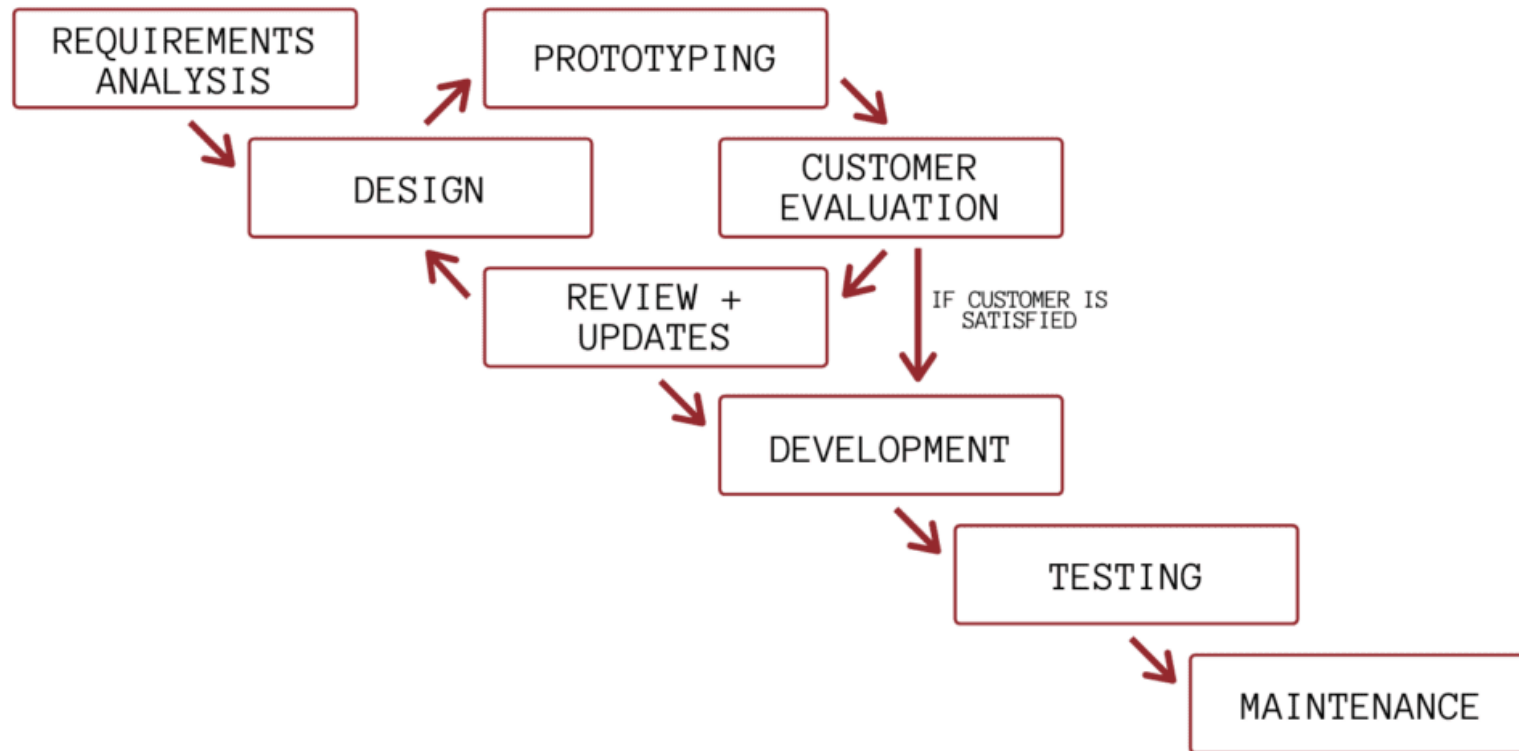 REQUIREMENTS
ANALYSIS
PROTOTYPING
DESIGN
CUSTOMER
EVALUATION
REVIEW +
UPDATES
IF CUSTOMER IS
SATISFIED
DEVELOPMENT
TESTING
MAINTENANCE